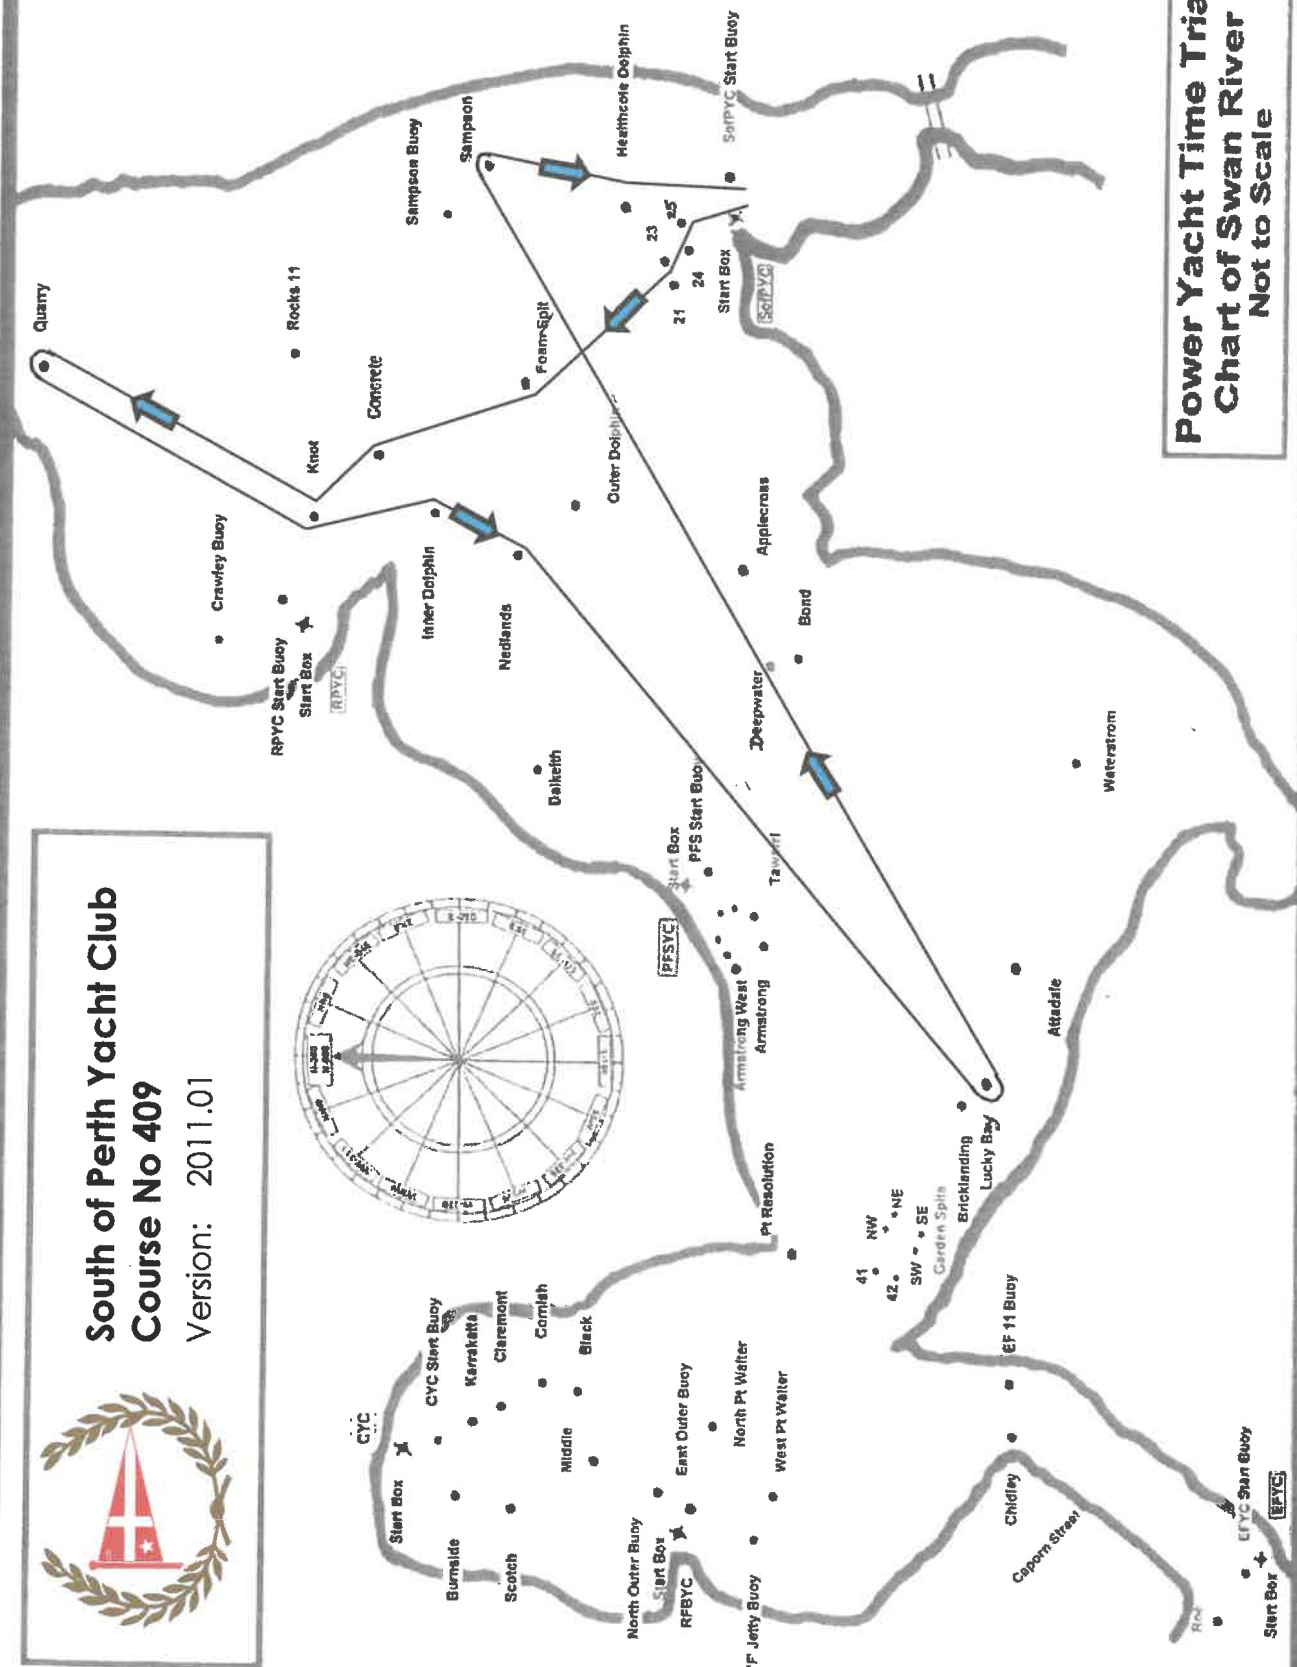 South of Perth Yacht Club
Course No 409
Version: 2011.01
Power Yacht Time Tria
Chart of Swan River
Not to Scale
Quarry
Rocks 11
Knot
Concrete
Crawley Buoy
RPYC Start Buoy
Start Box
RPYC
Inner Dolphin
Nedlands
Dalkeith
Sampson Buoy
Sampson
Heathcote Dolphin
SofPYC Start Buoy
23
25
24
21
Start Box
SofPYC
Foam Spit
Outer Dolphin
Applecross
Bond
Deepwater
Waterstrom
Start Box
PFS Start Buoy
PFSYC
Armstrong West
Armstrong
Attadale
Pt Resolution
Lucky Bay
Bricklanding
NW
NE
SE
SW
41
42
Garden Spits
CYC
Start Box
CYC Start Buoy
Karrakatta
Claremont
Cornish
Black
Middle
Burnside
Scotch
North Outer Buoy
Start Box
RFBYC
East Outer Buoy
North Pt Walter
West Pt Walter
'F' Jetty Buoy
EF 11 Buoy
Chidley
Caporn Street
EFYC Start Buoy
EFYC
Start Box